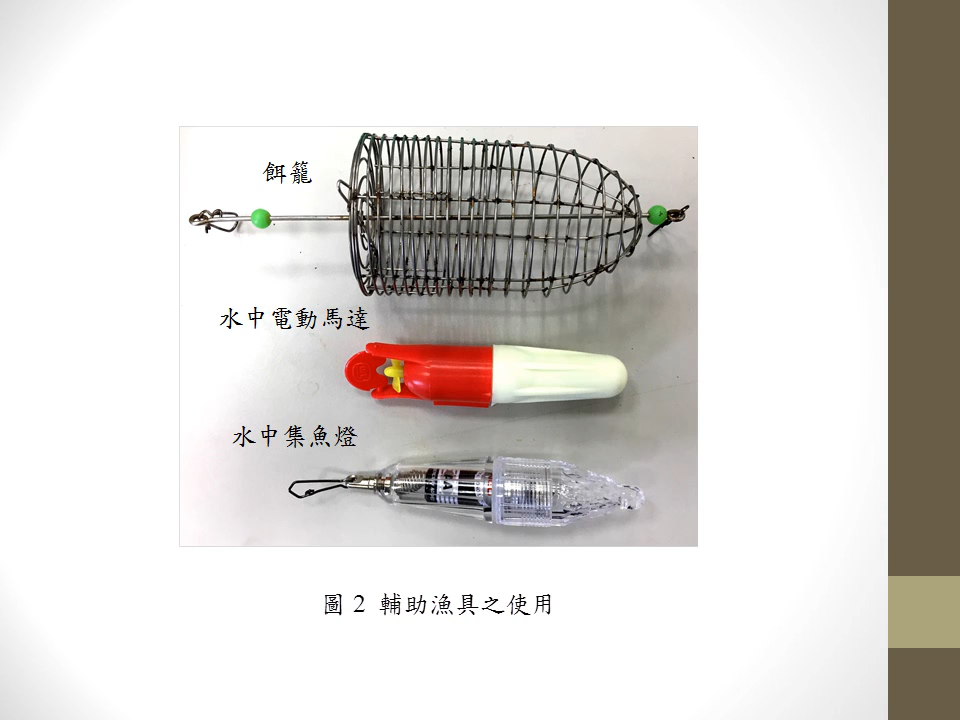 餌籠
水中電動馬達
水中集魚燈
圖 2 輔助漁具之使用